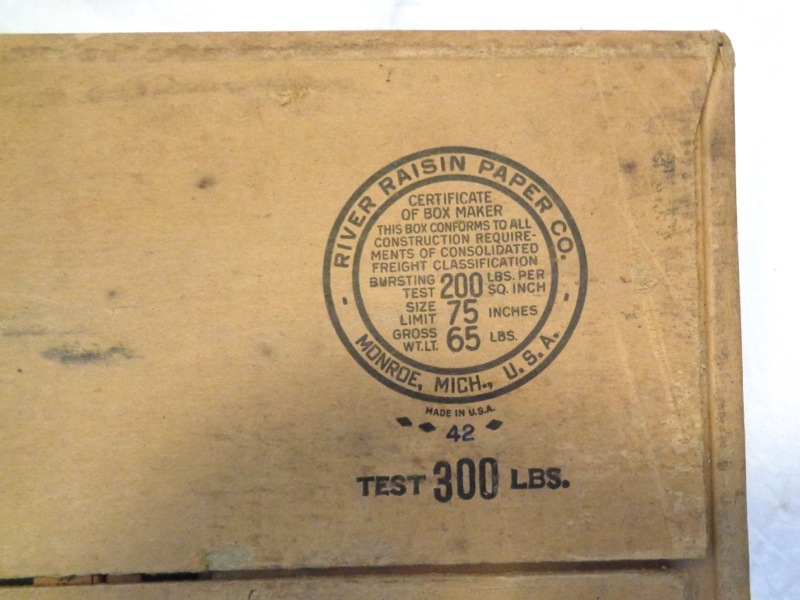 RIVER RAISIN PAPER CO.
CERTIFICATE
OF BOX MAKER
THIS BOX CONFORMS TO ALL
CONSTRUCTION REQUIRE-
MENTS OF CONSOLIDATED
FREIGHT CLASSIFICATION
BURSTING TEST 200 LBS. PER SQ. INCH
SIZE LIMIT 75 INCHES
GROSS WT.LT. 65 LBS.
MONROE, MICH., U.S.A.
MADE IN U.S.A.
42
TEST 300 LBS.